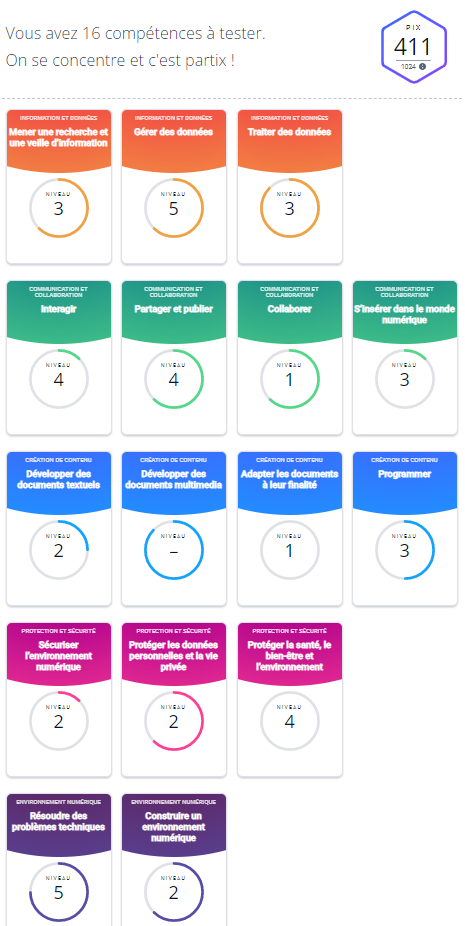 Vous avez 16 compétences à tester.
On se concentre et c'est partix !
PIX
411
1024
INFORMATION ET DONNÉES
Mener une recherche et
une veille d'information
NIVEAU
3
INFORMATION ET DONNÉES
Gérer des données
NIVEAU
5
INFORMATION ET DONNÉES
Traiter des données
NIVEAU
3
COMMUNICATION ET
COLLABORATION
Interagir
NIVEAU
4
COMMUNICATION ET
COLLABORATION
Partager et publier
NIVEAU
4
COMMUNICATION ET
COLLABORATION
Collaborer
NIVEAU
1
COMMUNICATION ET
COLLABORATION
S'insérer dans le monde
numérique
NIVEAU
3
CRÉATION DE CONTENU
Développer des
documents textuels
NIVEAU
2
CRÉATION DE CONTENU
Développer des
documents multimedia
NIVEAU
–
CRÉATION DE CONTENU
Adapter les documents
à leur finalité
NIVEAU
1
CRÉATION DE CONTENU
Programmer
NIVEAU
3
PROTECTION ET SÉCURITÉ
Sécuriser
l'environnement
numérique
NIVEAU
2
PROTECTION ET SÉCURITÉ
Protéger les données
personnelles et la vie
privée
NIVEAU
2
PROTECTION ET SÉCURITÉ
Protéger la santé, le
bien-être et
l'environnement
NIVEAU
4
ENVIRONNEMENT NUMÉRIQUE
Résoudre des
problèmes techniques
NIVEAU
5
ENVIRONNEMENT NUMÉRIQUE
Construire un
environnement
numérique
NIVEAU
2